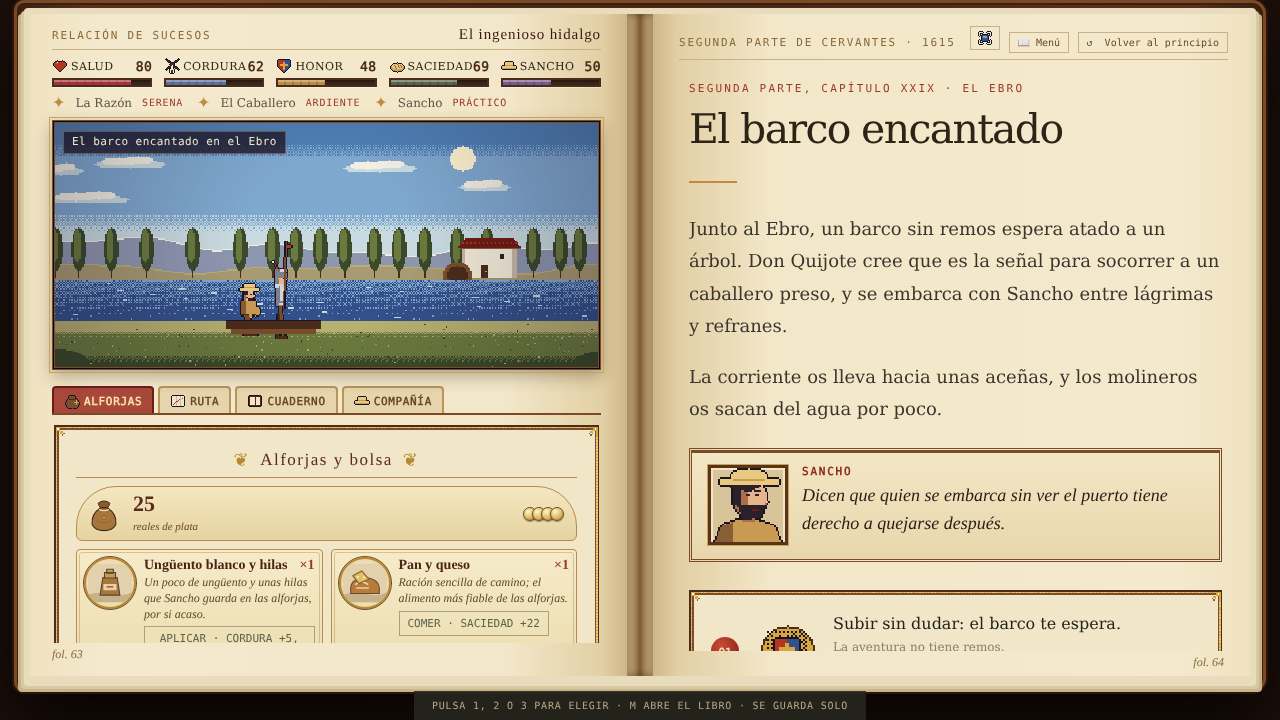 RELACIÓN DE SUCESOS
El ingenioso hidalgo
SALUD 80
CORDURA 62
HONOR 48
SACIEDAD 69
SANCHO 50
La Razón SERENA
El Caballero ARDIENTE
Sancho PRÁCTICO
El barco encantado en el Ebro
ALFORJAS
RUTA
CUADERNO
COMPAÑÍA
Alforjas y bolsa
25
reales de plata
Ungüento blanco y hilas ×1
Un poco de ungüento y unas hilas
que Sancho guarda en las alforjas,
por si acaso.
APLICAR · CORDURA +5,
Pan y queso ×1
Ración sencilla de camino; el
alimento más fiable de las alforjas.
COMER · SACIEDAD +22
fol. 63
SEGUNDA PARTE DE CERVANTES · 1615
Menú
Volver al principio
SEGUNDA PARTE, CAPÍTULO XXIX · EL EBRO
El barco encantado
Junto al Ebro, un barco sin remos espera atado a un
árbol. Don Quijote cree que es la señal para socorrer a un
caballero preso, y se embarca con Sancho entre lágrimas
y refranes.
La corriente os lleva hacia unas aceñas, y los molineros
os sacan del agua por poco.
SANCHO
Dicen que quien se embarca sin ver el puerto tiene
derecho a quejarse después.
01
Subir sin dudar: el barco te espera.
La aventura no tiene remos.
fol. 64
PULSA 1, 2 O 3 PARA ELEGIR · M ABRE EL LIBRO · SE GUARDA SOLO